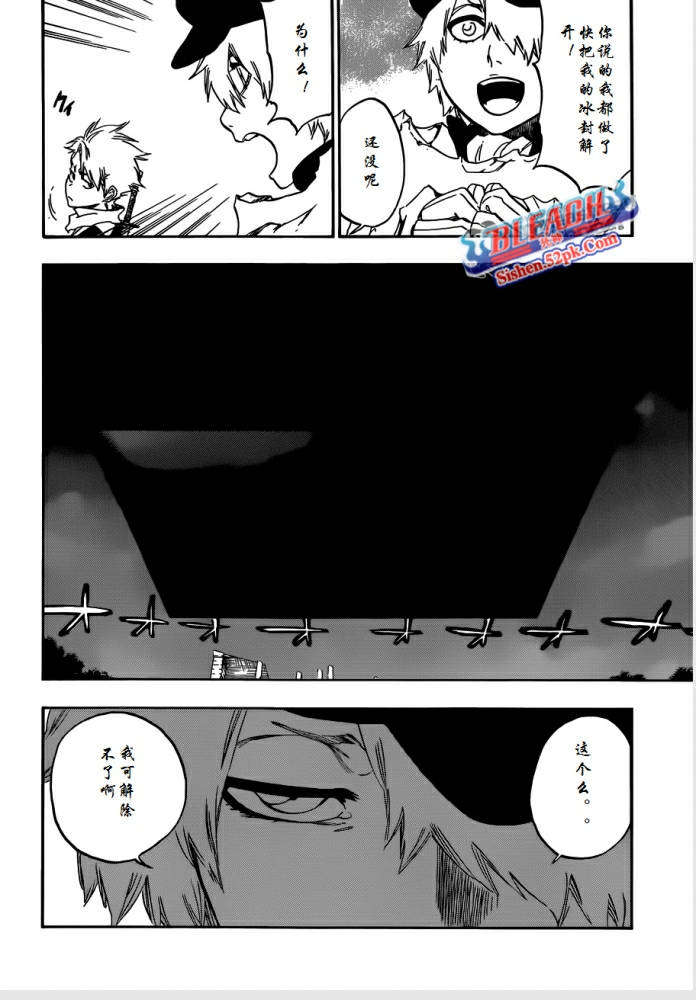 你说的我都做了
快把我的冰封解
开！
还没呢
为什么！
BLEACH
Sishen.52pk.Com
这个么。。
我可解除
不了啊